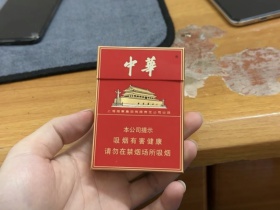 中華
本公司提示
吸烟有害健康
请勿在禁烟场所吸烟